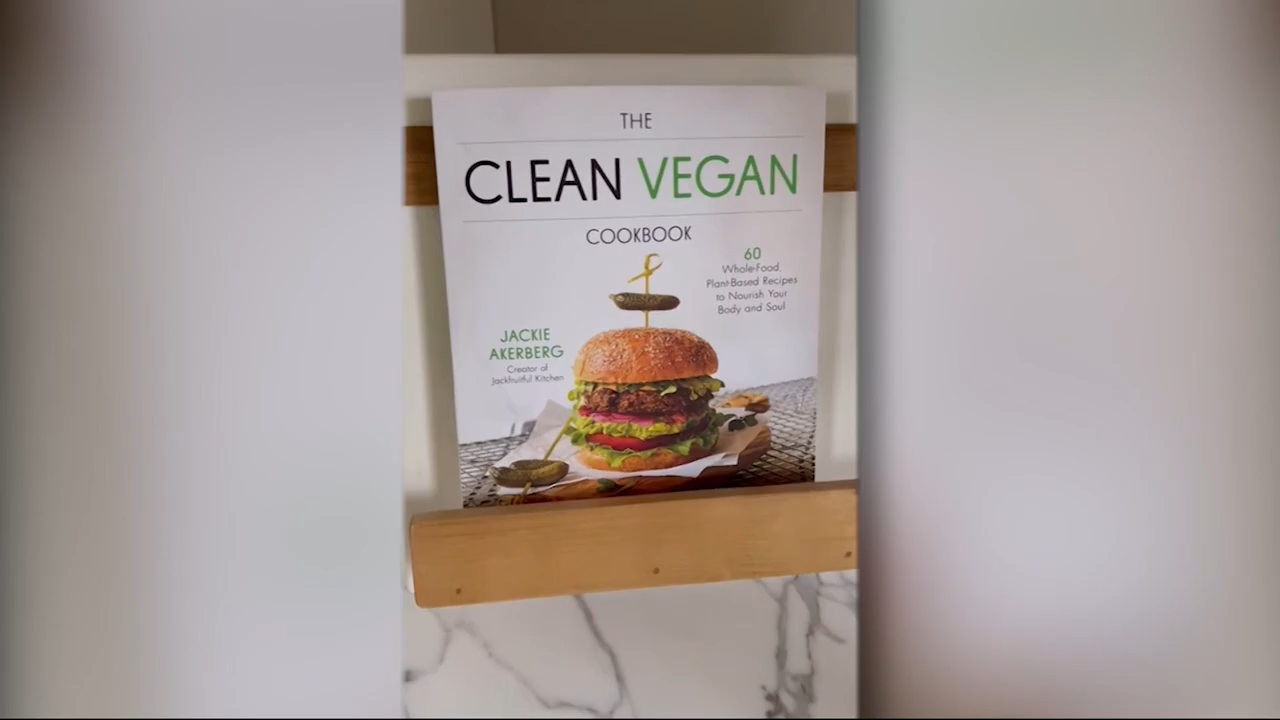 THE
CLEAN VEGAN
COOKBOOK
60
Whole-Food,
Plant-Based Recipes
to Nourish Your
Body and Soul
JACKIE
AKERBERG
Creator of
Jackfruitful Kitchen